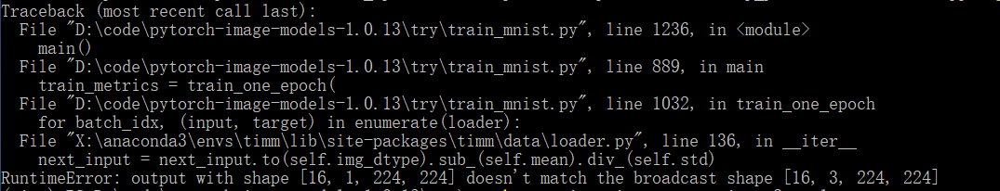 Traceback (most recent call last):
  File "D:\code\pytorch-image-models-1.0.13\try\train_mnist.py", line 1236, in <module>
    main()
  File "D:\code\pytorch-image-models-1.0.13\try\train_mnist.py", line 889, in main
    train_metrics = train_one_epoch(
  File "D:\code\pytorch-image-models-1.0.13\try\train_mnist.py", line 1032, in train_one_epoch
    for batch_idx, (input, target) in enumerate(loader):
  File "X:\anaconda3\envs\timm\lib\site-packages\timm\data\loader.py", line 136, in __iter__
    next_input = next_input.to(self.img_dtype).sub_(self.mean).div_(self.std)
RuntimeError: output with shape [16, 1, 224, 224] doesn't match the broadcast shape [16, 3, 224, 224]